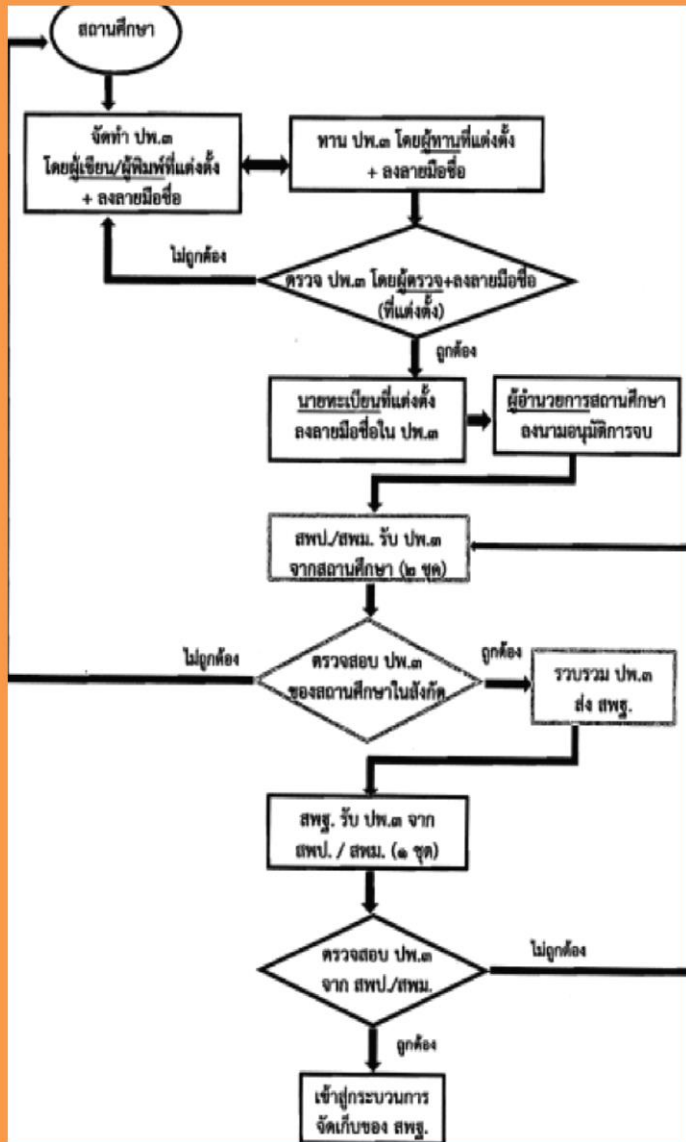 สถานศึกษา
จัดทำ ปพ.๓
โดยผู้เขียน/ผู้พิมพ์ที่แต่งตั้ง
+ ลงลายมือชื่อ
ทาน ปพ.๓ โดยผู้ทานที่แต่งตั้ง
+ ลงลายมือชื่อ
ไม่ถูกต้อง
ตรวจ ปพ.๓ โดยผู้ตรวจ+ลงลายมือชื่อ
(ที่แต่งตั้ง)
ถูกต้อง
นายทะเบียนที่แต่งตั้ง
ลงลายมือชื่อใน ปพ.๓
ผู้อำนวยการสถานศึกษา
ลงนามอนุมัติการจบ
สพป./สพม. รับ ปพ.๓
จากสถานศึกษา (๒ ชุด)
ไม่ถูกต้อง
ตรวจสอบ ปพ.๓
ของสถานศึกษาในสังกัด
ถูกต้อง
รวบรวม ปพ.๓
ส่ง สพฐ.
สพฐ. รับ ปพ.๓ จาก
สพป. / สพม. (๑ ชุด)
ตรวจสอบ ปพ.๓
จาก สพป./สพม.
ไม่ถูกต้อง
ถูกต้อง
เข้าสู่กระบวนการ
จัดเก็บของ สพฐ.